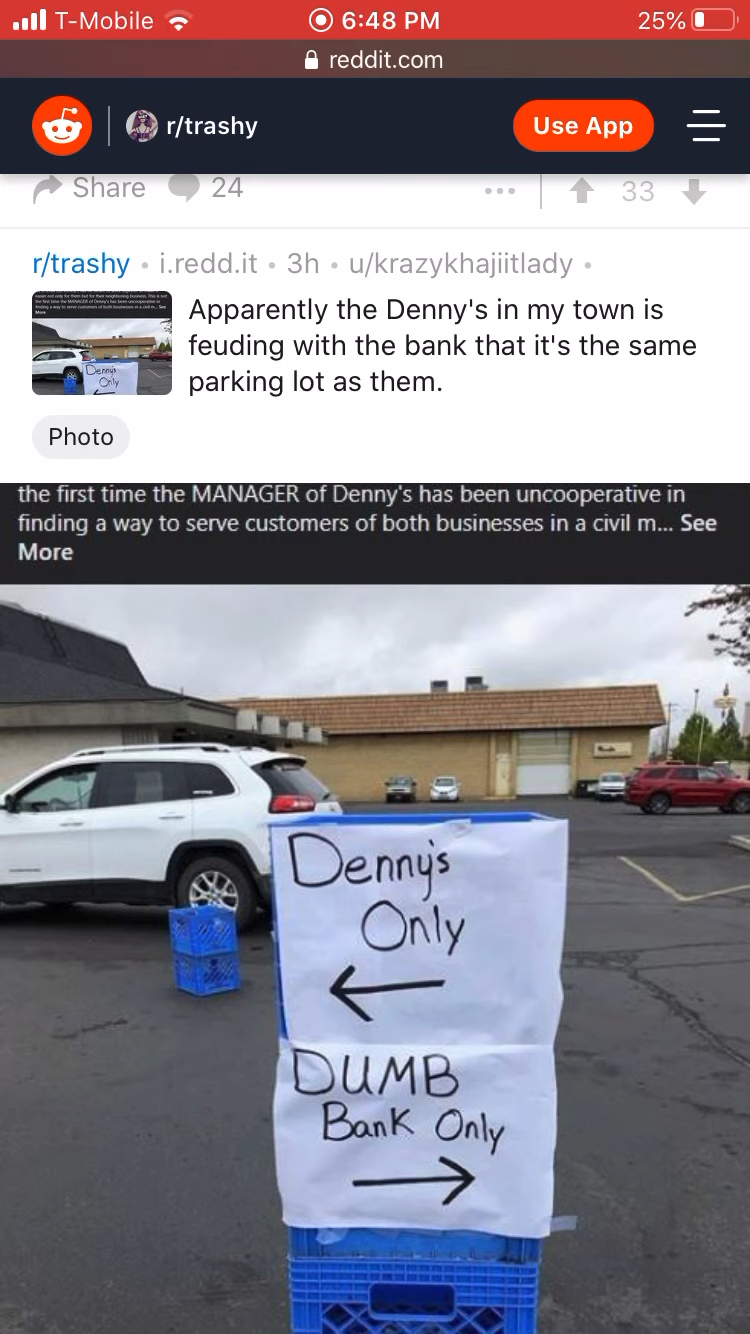 T-Mobile 6:48 PM 25%
reddit.com
r/trashy Use App
Share 24 ... 33
r/trashy • i.redd.it • 3h • u/krazykhajiitlady •
Apparently the Denny's in my town is
feuding with the bank that it's the same
parking lot as them.
Photo
the first time the MANAGER of Denny's has been uncooperative in
finding a way to serve customers of both businesses in a civil m... See
More
Denny's
Only
DUMB
Bank Only